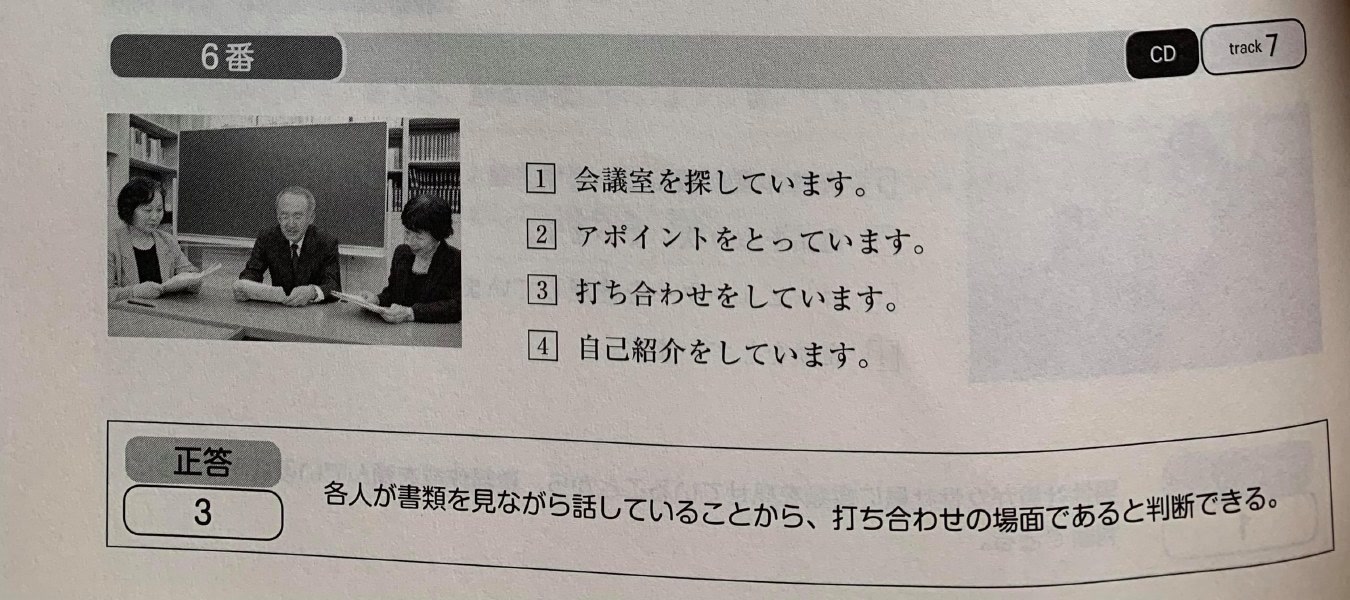 6番
CD
track 7
1 会議室を探しています。
2 アポイントをとっています。
3 打ち合わせをしています。
4 自己紹介をしています。
正答
3
各人が書類を見ながら話していることから、打ち合わせの場面であると判断できる。